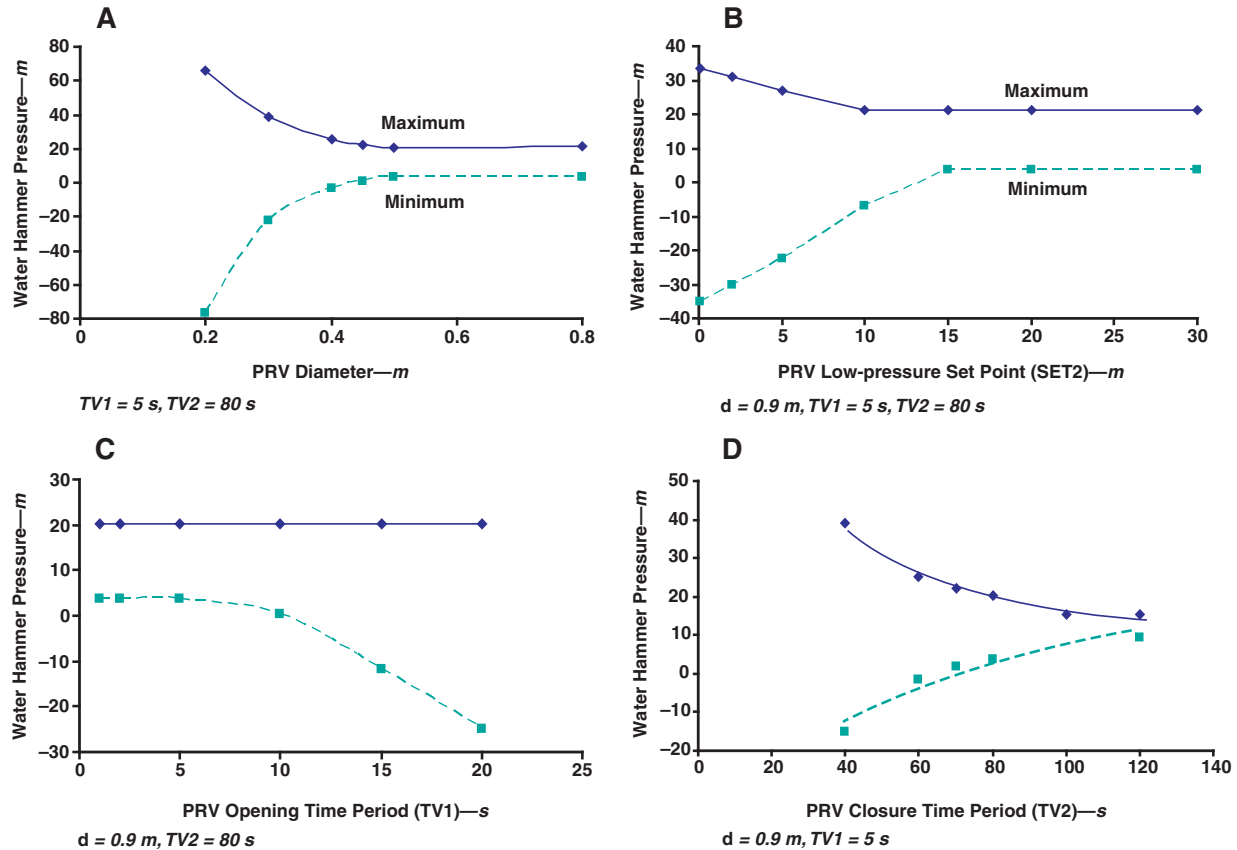 A
Water Hammer Pressure—m
80
60
40
20
0
–20
–40
–60
–80
0 0.2 0.4 0.6 0.8
Maximum
Minimum
PRV Diameter—m
TV1 = 5 s, TV2 = 80 s
B
Water Hammer Pressure—m
40
30
20
10
0
–10
–20
–30
–40
0 5 10 15 20 25 30
Maximum
Minimum
PRV Low-pressure Set Point (SET2)—m
d = 0.9 m, TV1 = 5 s, TV2 = 80 s
C
Water Hammer Pressure—m
30
20
10
0
–10
–20
–30
0 5 10 15 20 25
PRV Opening Time Period (TV1)—s
d = 0.9 m, TV2 = 80 s
D
Water Hammer Pressure—m
50
40
30
20
10
0
–10
–20
0 20 40 60 80 100 120 140
PRV Closure Time Period (TV2)—s
d = 0.9 m, TV1 = 5 s